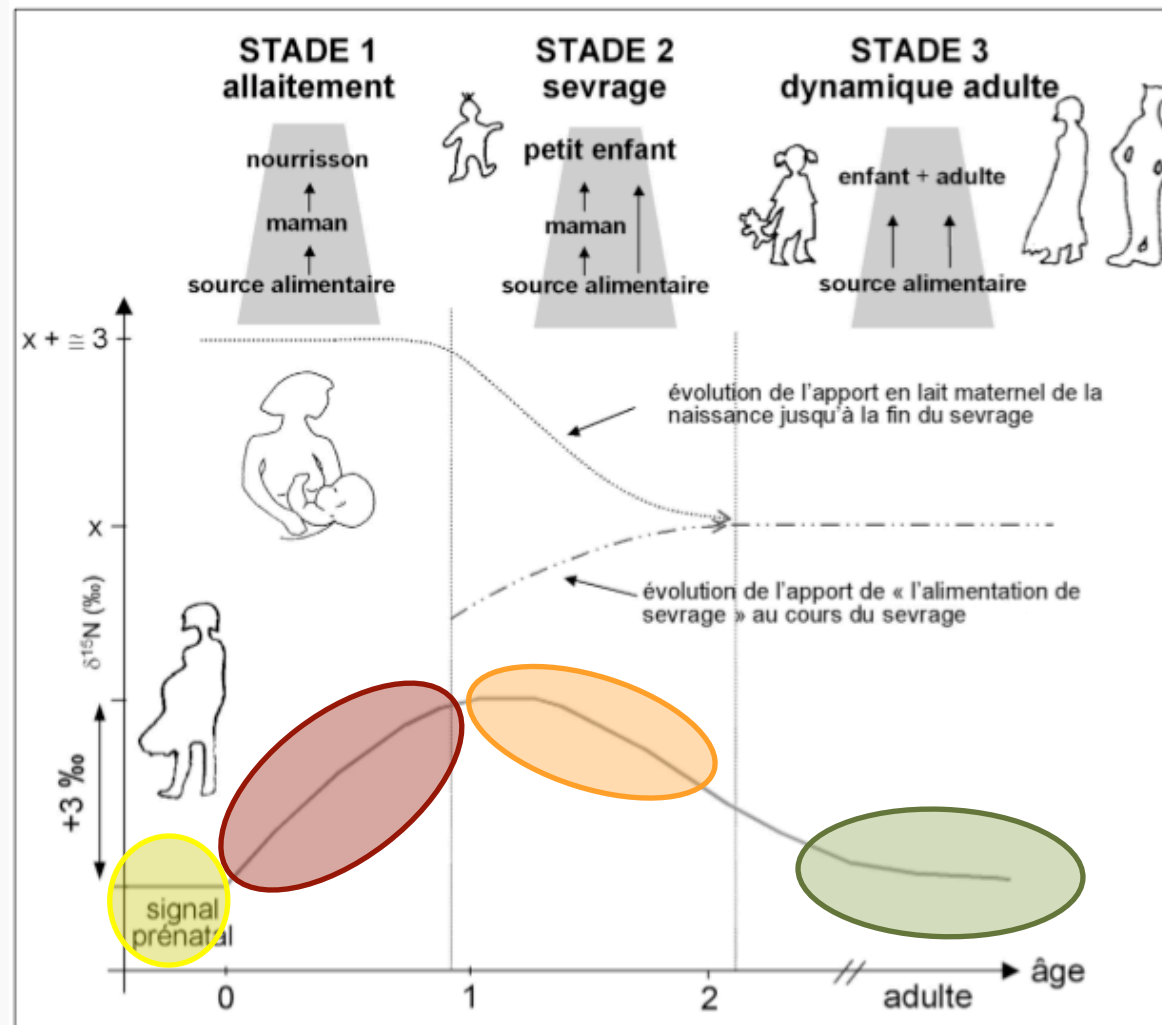 STADE 1
allaitement
nourrisson
maman
source alimentaire
STADE 2
sevrage
petit enfant
maman
source alimentaire
STADE 3
dynamique adulte
enfant + adulte
source alimentaire
x + ≅ 3
x
δ¹⁵N (‰)
+3 ‰
évolution de l'apport en lait maternel de la
naissance jusqu'à la fin du sevrage
évolution de l'apport de « l'alimentation de
sevrage » au cours du sevrage
signal
prénatal
0
1
2
adulte
âge